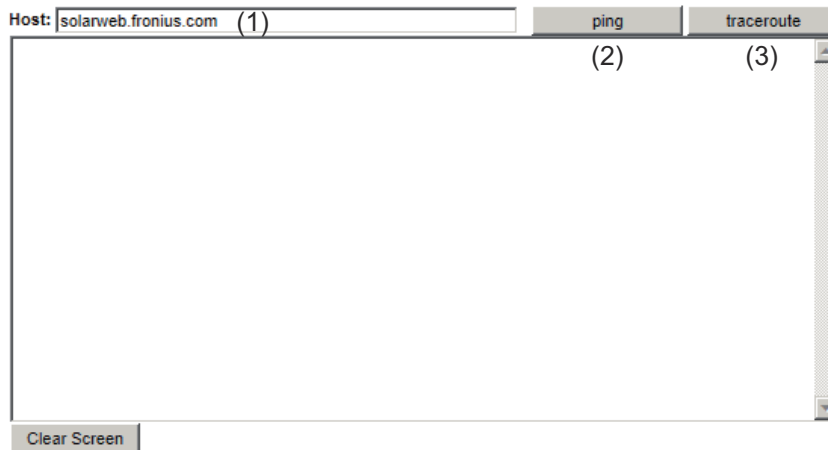 Host: solarweb.fronius.com (1) ping traceroute
(2) (3)
Clear Screen